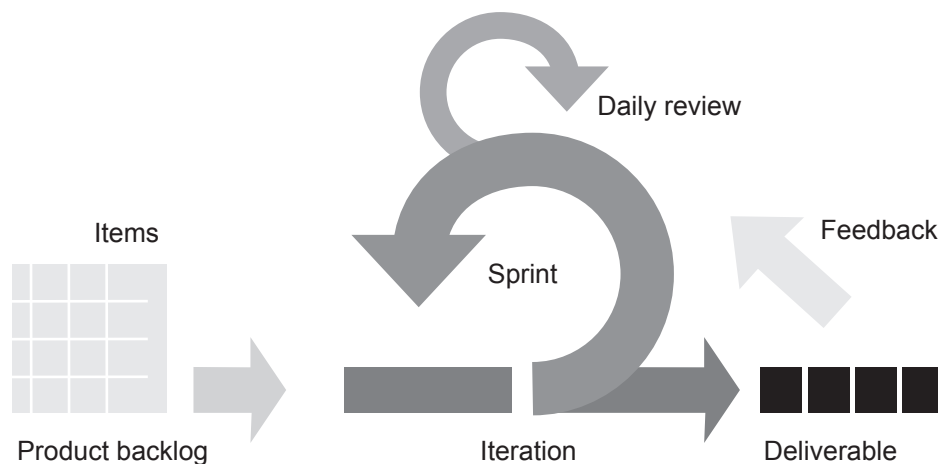 Daily review
Items
Feedback
Sprint
Product backlog
Iteration
Deliverable